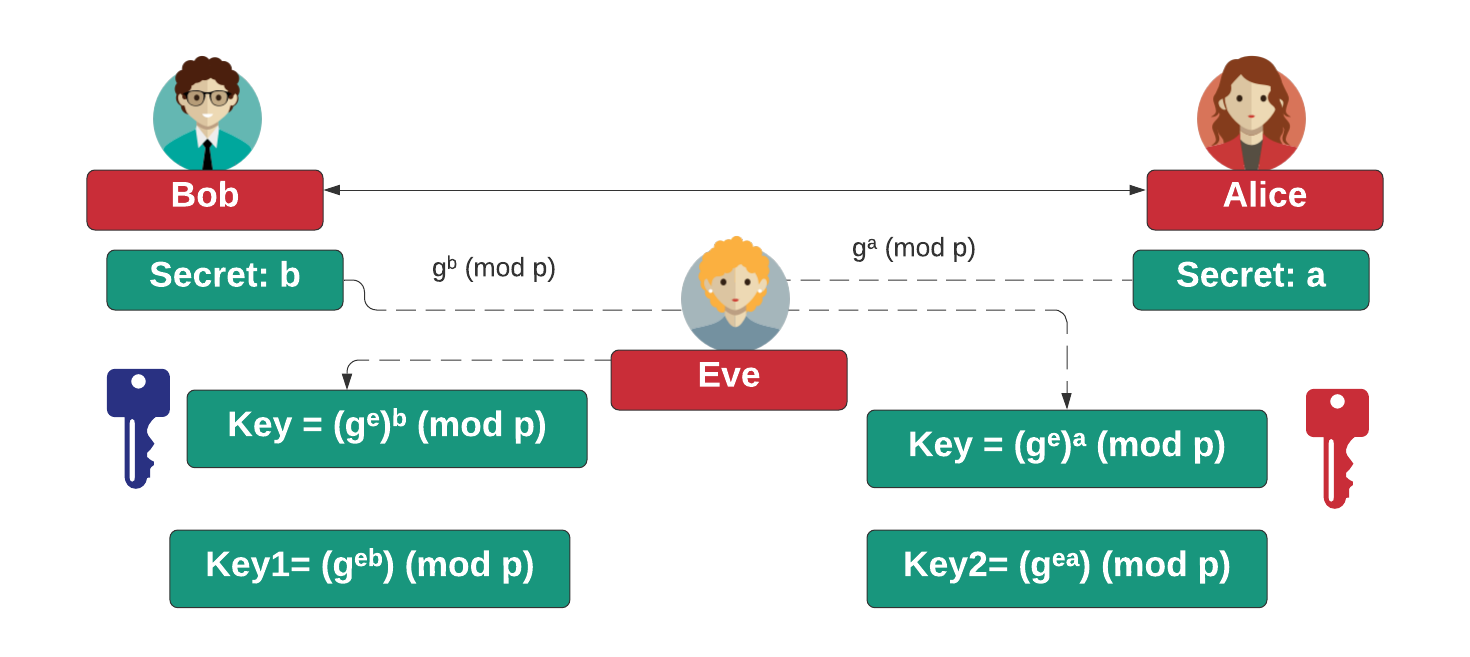 Bob
Alice
Secret: b
gᵇ (mod p)
gᵃ (mod p)
Secret: a
Eve
Key = (gᵉ)ᵇ (mod p)
Key = (gᵉ)ᵃ (mod p)
Key1= (gᵉᵇ) (mod p)
Key2= (gᵉᵃ) (mod p)